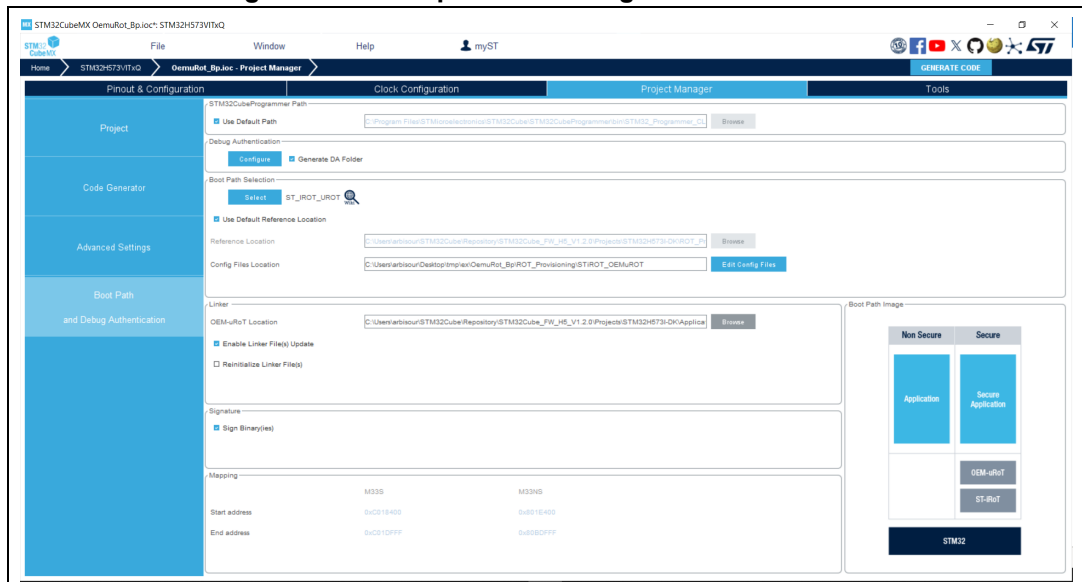 STM32CubeMX OemuRot_Bp.ioc*: STM32H573VITxQ
STM32 CubeMX File Window Help myST
Home STM32H573VITxQ OemuRot_Bp.ioc - Project Manager GENERATE CODE
Pinout & Configuration Clock Configuration Project Manager Tools
Project
Code Generator
Advanced Settings
Boot Path
and Debug Authentication
STM32CubeProgrammer Path
Use Default Path C:\Program Files\STMicroelectronics\STM32Cube\STM32CubeProgrammer\bin\STM32_Programmer_CL Browse
Debug Authentication
Configure Generate DA Folder
Boot Path Selection
Select ST_IROT_UROT
Use Default Reference Location
Reference Location C:\Users\arbisour\STM32Cube\Repository\STM32Cube_FW_H5_V1.2.0\Projects\STM32H573I-DK\ROT_Pr Browse
Config Files Location C:\Users\arbisour\Desktop\tmp\ex\OemuRot_Bp\ROT_Provisioning\STiROT_OEMuROT Edit Config Files
Linker
OEM-uRoT Location C:\Users\arbisour\STM32Cube\Repository\STM32Cube_FW_H5_V1.2.0\Projects\STM32H573I-DK\Applica Browse
Enable Linker File(s) Update
Reinitialize Linker File(s)
Signature
Sign Binary(ies)
Mapping
M33S M33NS
Start address 0xC01E400 0x801E400
End address 0xC01DFFF 0x80BDFFF
Boot Path Image
Non Secure Secure
Application Secure Application
OEM-uRoT
ST-iRoT
STM32